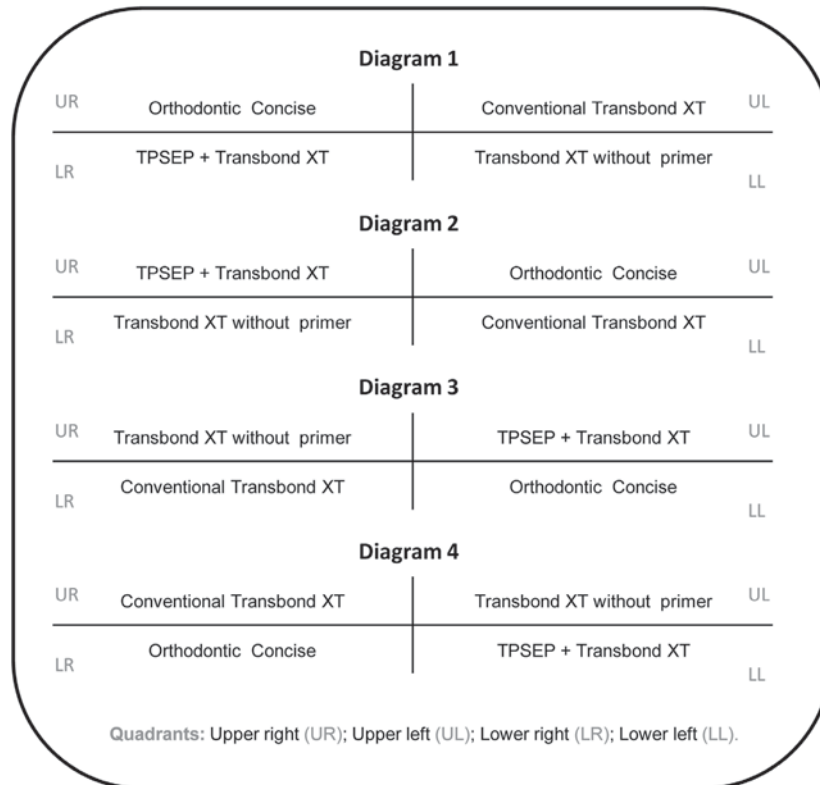 Diagram 1
UR Orthodontic Concise Conventional Transbond XT UL
LR TPSEP + Transbond XT Transbond XT without primer LL
Diagram 2
UR TPSEP + Transbond XT Orthodontic Concise UL
LR Transbond XT without primer Conventional Transbond XT LL
Diagram 3
UR Transbond XT without primer TPSEP + Transbond XT UL
LR Conventional Transbond XT Orthodontic Concise LL
Diagram 4
UR Conventional Transbond XT Transbond XT without primer UL
LR Orthodontic Concise TPSEP + Transbond XT LL
Quadrants: Upper right (UR); Upper left (UL); Lower right (LR); Lower left (LL).